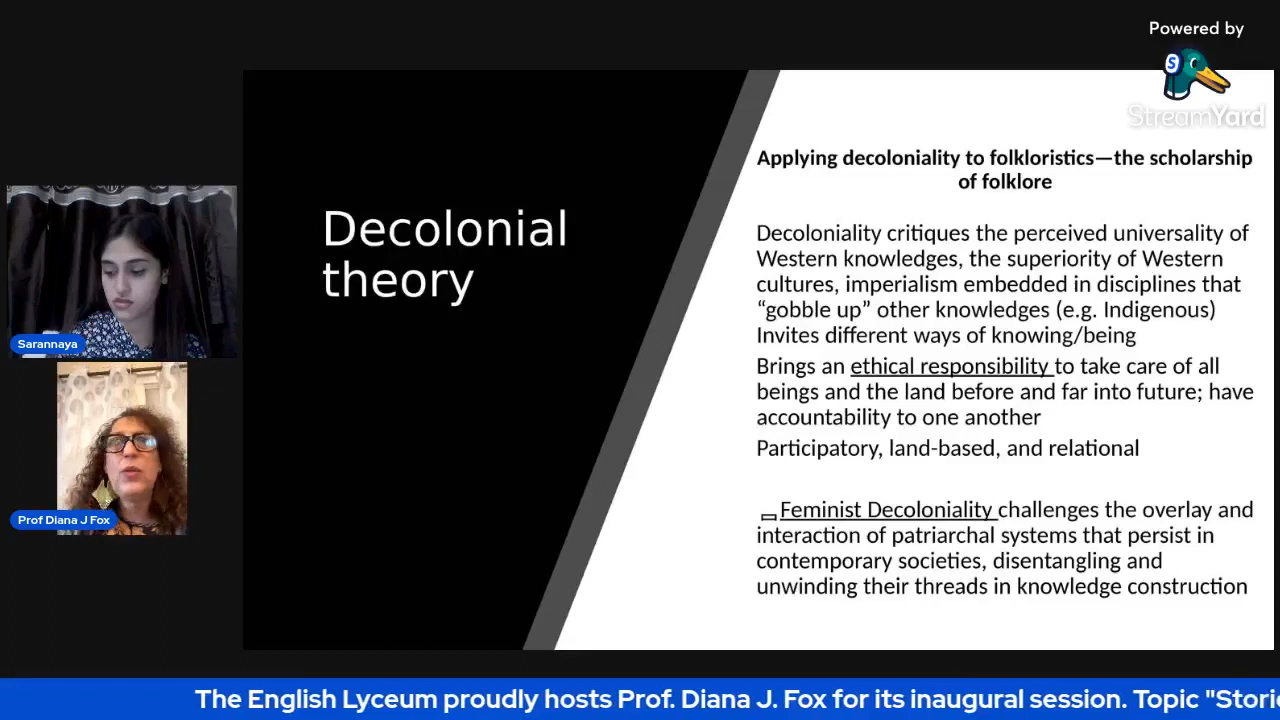 Powered by
S
StreamYard
Decolonial
theory
Applying decoloniality to folkloristics—the scholarship
of folklore
Decoloniality critiques the perceived universality of
Western knowledges, the superiority of Western
cultures, imperialism embedded in disciplines that
“gobble up” other knowledges (e.g. Indigenous)
Invites different ways of knowing/being
Brings an ethical responsibility to take care of all
beings and the land before and far into future; have
accountability to one another
Participatory, land-based, and relational
Feminist Decoloniality challenges the overlay and
interaction of patriarchal systems that persist in
contemporary societies, disentangling and
unwinding their threads in knowledge construction
Sarannaya
Prof Diana J Fox
The English Lyceum proudly hosts Prof. Diana J. Fox for its inaugural session. Topic "Stori